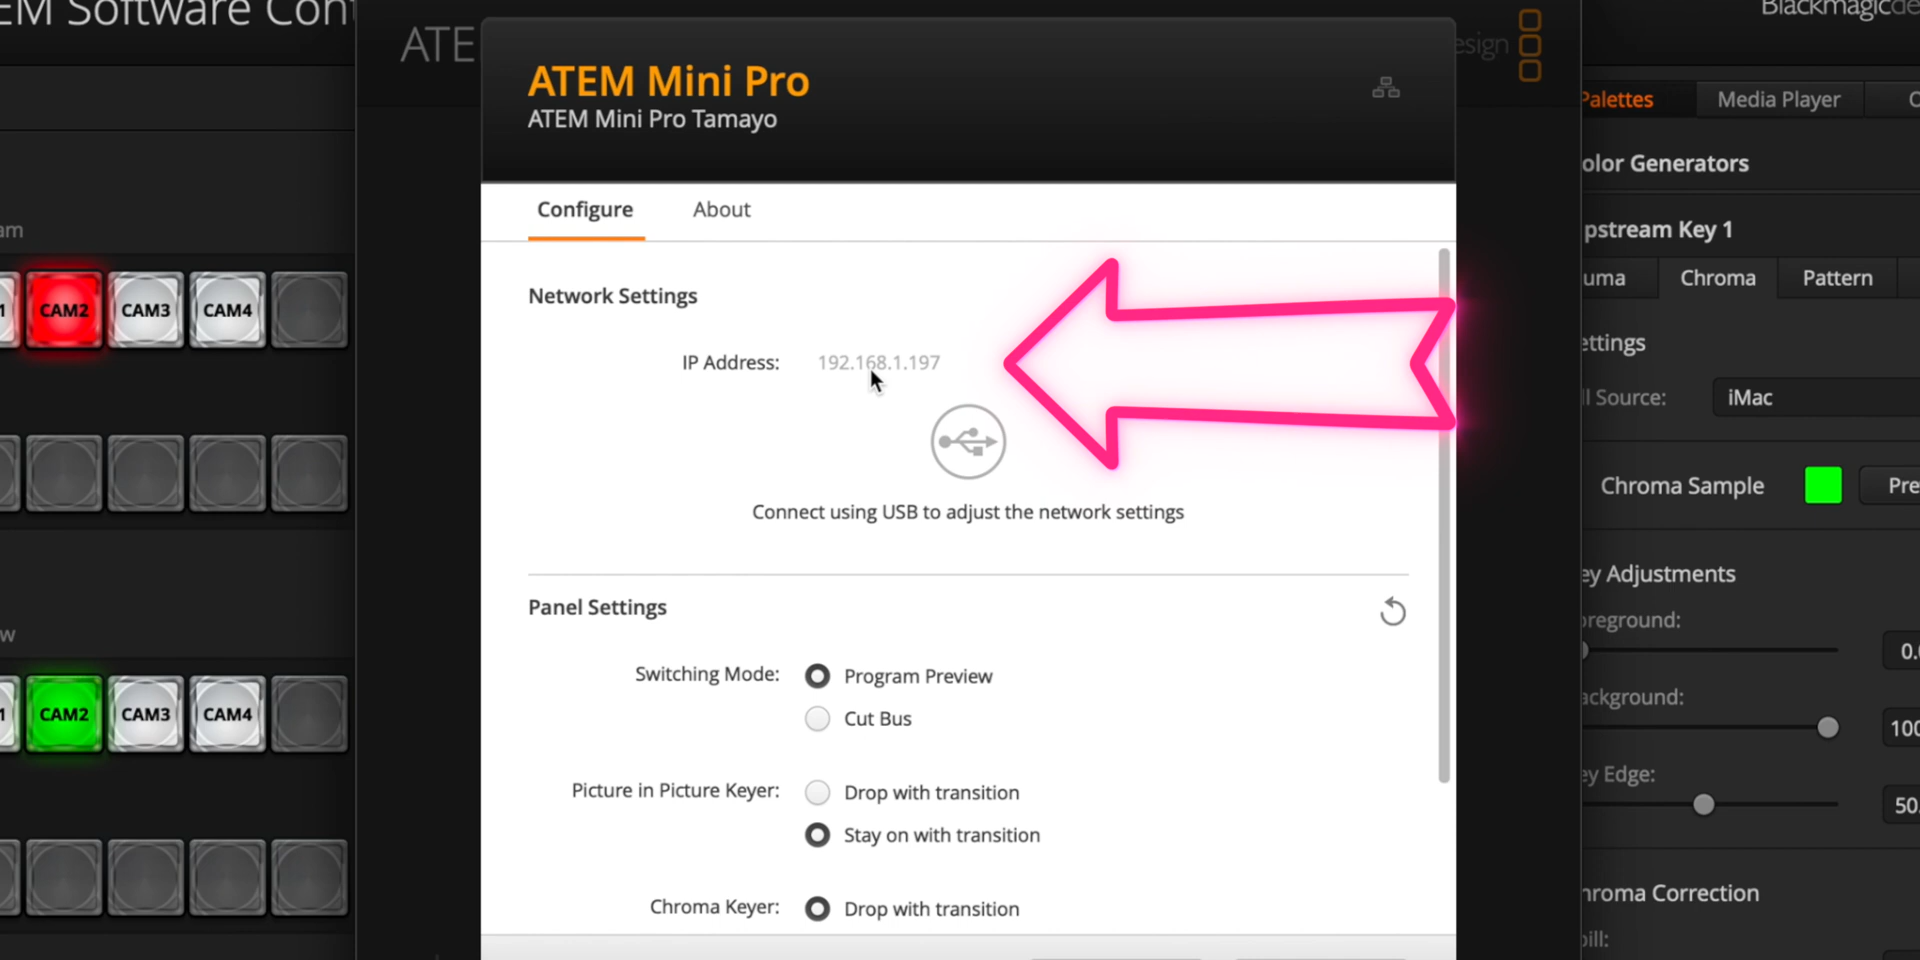 EM Software Con
ATE
esign
Blackmagicde
ATEM Mini Pro
ATEM Mini Pro Tamayo
Configure
About
Network Settings
IP Address: 192.168.1.197
Connect using USB to adjust the network settings
Panel Settings
Switching Mode: Program Preview
Cut Bus
Picture in Picture Keyer: Drop with transition
Stay on with transition
Chroma Keyer: Drop with transition
am
1 CAM2 CAM3 CAM4
w
1 CAM2 CAM3 CAM4
Palettes Media Player
olor Generators
pstream Key 1
uma Chroma Pattern
ettings
ll Source: iMac
Chroma Sample Pre
ey Adjustments
oreground: 0.
ackground: 100
ey Edge: 50.
hroma Correction
pill: